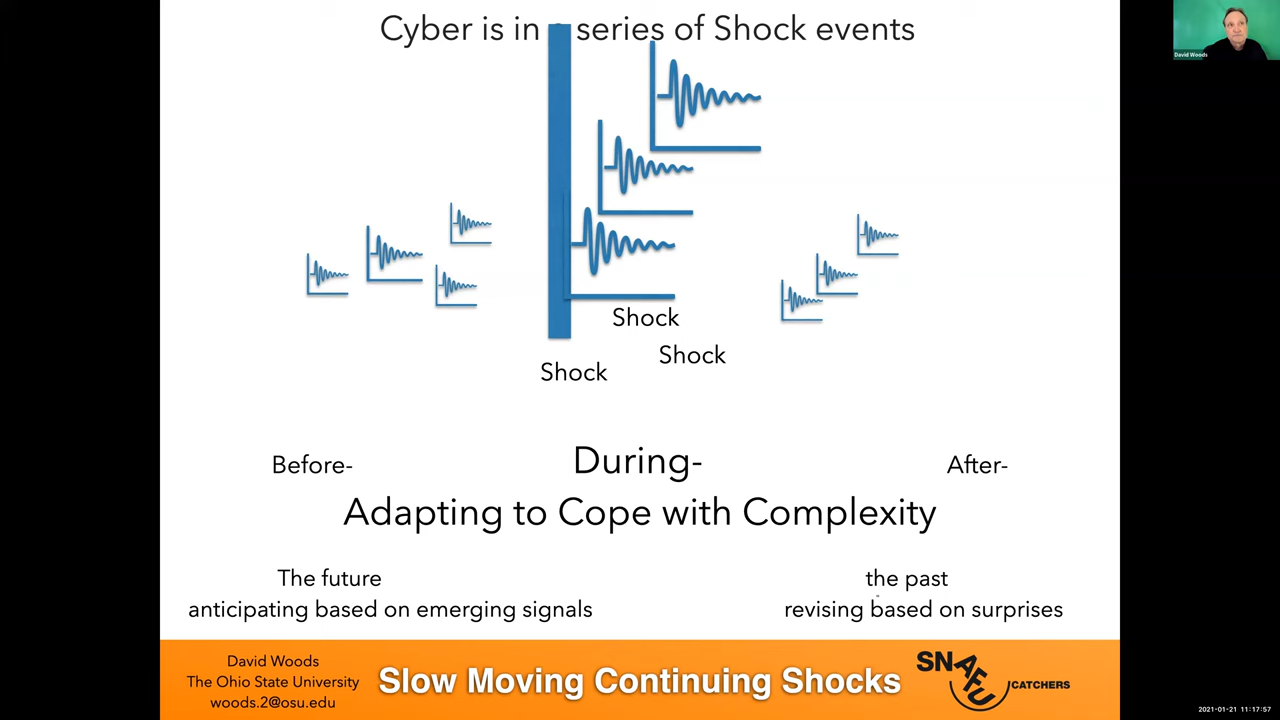 Cyber is in a series of Shock events
David Woods
Shock
Shock
Shock
Before-
During-
After-
Adapting to Cope with Complexity
The future
anticipating based on emerging signals
the past
revising based on surprises
David Woods
The Ohio State University
woods.2@osu.edu
Slow Moving Continuing Shocks
SNAFU
CATCHERS
2021-01-21 11:17:57